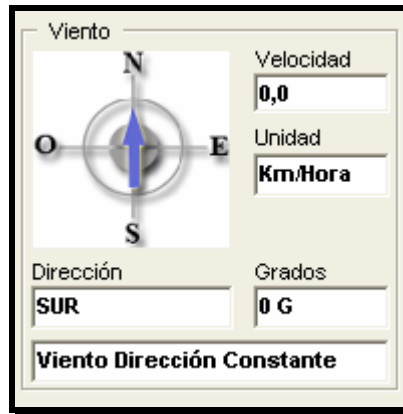 Viento
N
O
E
S
Velocidad
0,0
Unidad
Km/Hora
Dirección
SUR
Grados
0 G
Viento Dirección Constante